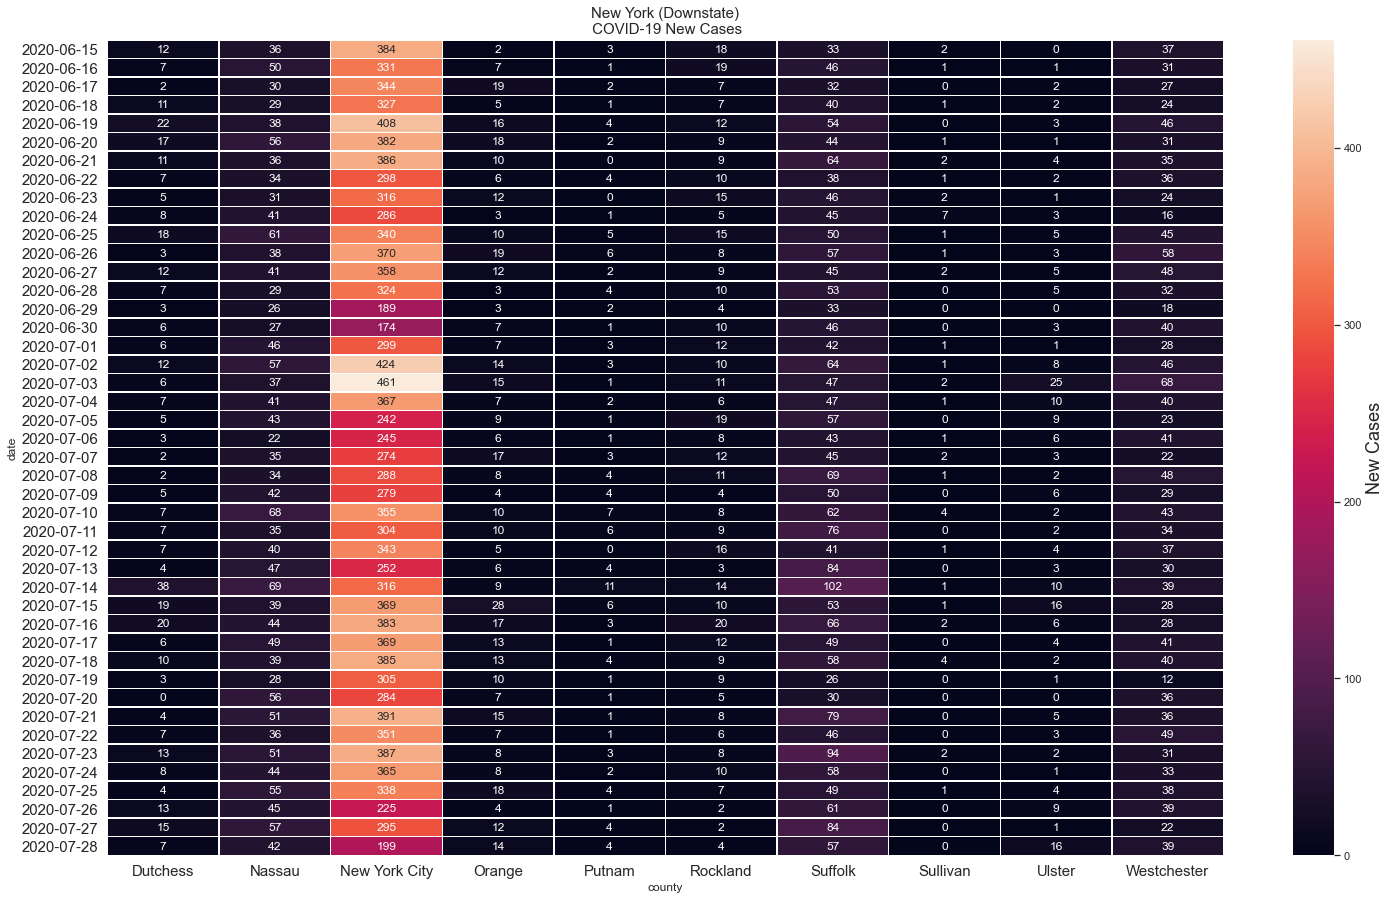 New York (Downstate)
COVID-19 New Cases
2020-06-15 12 36 384 2 3 18 33 2 0 37
2020-06-16 7 50 331 7 1 19 46 1 1 31
2020-06-17 2 30 344 19 2 7 32 0 2 27
2020-06-18 11 29 327 5 1 7 40 1 2 24
2020-06-19 22 38 408 16 4 12 54 0 3 46
2020-06-20 17 56 382 18 2 9 44 1 1 31
2020-06-21 11 36 386 10 0 9 64 2 4 35
2020-06-22 7 34 298 6 4 10 38 1 2 36
2020-06-23 5 31 316 12 0 15 46 2 1 24
2020-06-24 8 41 286 3 1 5 45 7 3 16
2020-06-25 18 61 340 10 5 15 50 1 5 45
2020-06-26 3 38 370 19 6 8 57 1 3 58
2020-06-27 12 41 358 12 2 9 45 2 5 48
2020-06-28 7 29 324 3 4 10 53 0 5 32
2020-06-29 3 26 189 3 2 4 33 0 0 18
2020-06-30 6 27 174 7 1 10 46 0 3 40
2020-07-01 6 46 299 7 3 12 42 1 1 28
2020-07-02 12 57 424 14 3 10 64 1 8 46
2020-07-03 6 37 461 15 1 11 47 2 25 68
2020-07-04 7 41 367 7 2 6 47 1 10 40
2020-07-05 5 43 242 9 1 19 57 0 9 23
2020-07-06 3 22 245 6 1 8 43 1 6 41
2020-07-07 2 35 274 17 3 12 45 2 3 22
2020-07-08 2 34 288 8 4 11 69 1 2 48
2020-07-09 5 42 279 4 4 4 50 0 6 29
2020-07-10 7 68 355 10 7 8 62 4 2 43
2020-07-11 7 35 304 10 6 9 76 0 2 34
2020-07-12 7 40 343 5 0 16 41 1 4 37
2020-07-13 4 47 252 6 4 3 84 0 3 30
2020-07-14 38 69 316 9 11 14 102 1 10 39
2020-07-15 19 39 369 28 6 10 53 1 16 28
2020-07-16 20 44 383 17 3 20 66 2 6 28
2020-07-17 6 49 369 13 1 12 49 0 4 41
2020-07-18 10 39 385 13 4 9 58 4 2 40
2020-07-19 3 28 305 10 1 9 26 0 1 12
2020-07-20 0 56 284 7 1 5 30 0 0 36
2020-07-21 4 51 391 15 1 8 79 0 5 36
2020-07-22 7 36 351 7 1 6 46 0 3 49
2020-07-23 13 51 387 8 3 8 94 2 2 31
2020-07-24 8 44 365 8 2 10 58 0 1 33
2020-07-25 4 55 338 18 4 7 49 1 4 38
2020-07-26 13 45 225 4 1 2 61 0 9 39
2020-07-27 15 57 295 12 4 2 84 0 1 22
2020-07-28 7 42 199 14 4 4 57 0 16 39
Dutchess Nassau New York City Orange Putnam Rockland Suffolk Sullivan Ulster Westchester
county
date
400
300
200
100
0
New Cases